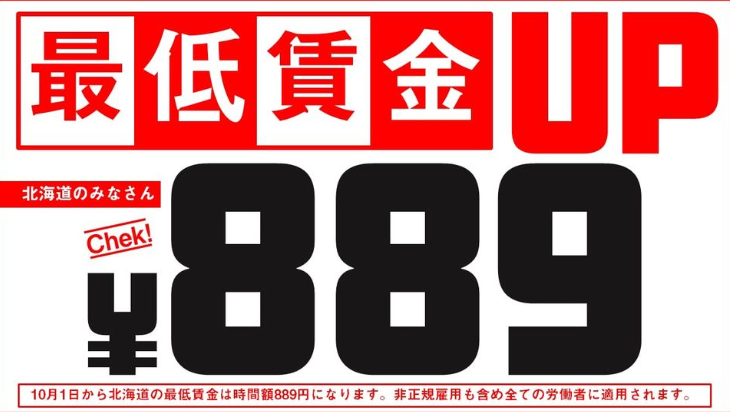 最低賃金UP
北海道のみなさん
Chek!
¥889
10月1日から北海道の最低賃金は時間額889円になります。非正規雇用も含め全ての労働者に適用されます。